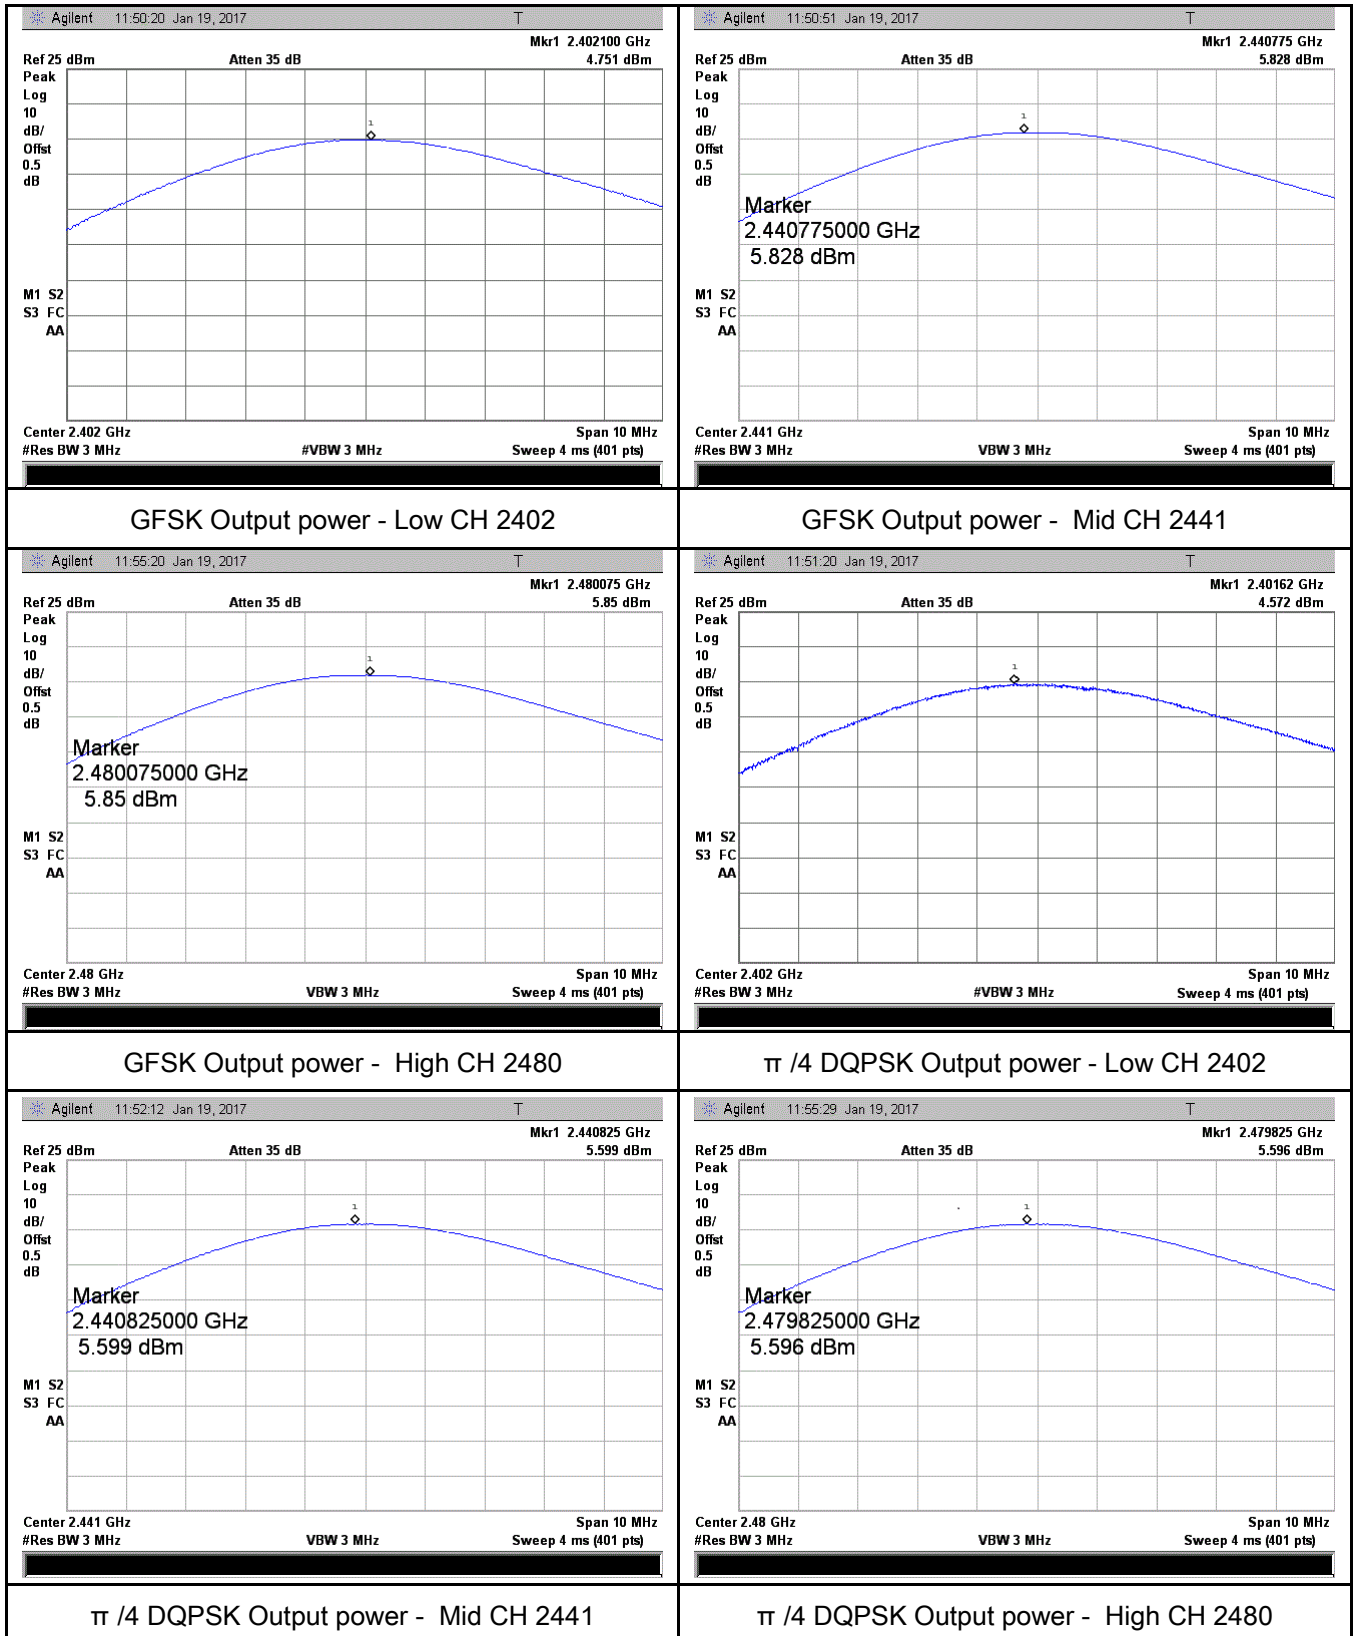 Agilent 11:50:20 Jan 19, 2017 T
Mkr1 2.402100 GHz
Ref 25 dBm Atten 35 dB 4.751 dBm
Peak
Log
10
dB/
Offst
0.5
dB
1
M1 S2
S3 FC
AA
Center 2.402 GHz Span 10 MHz
#Res BW 3 MHz #VBW 3 MHz Sweep 4 ms (401 pts)
GFSK Output power - Low CH 2402
Agilent 11:50:51 Jan 19, 2017 T
Mkr1 2.440775 GHz
Ref 25 dBm Atten 35 dB 5.828 dBm
Peak
Log
10
dB/
Offst
0.5
dB
1
Marker
2.440775000 GHz
5.828 dBm
M1 S2
S3 FC
AA
Center 2.441 GHz Span 10 MHz
#Res BW 3 MHz VBW 3 MHz Sweep 4 ms (401 pts)
GFSK Output power - Mid CH 2441
Agilent 11:55:20 Jan 19, 2017 T
Mkr1 2.480075 GHz
Ref 25 dBm Atten 35 dB 5.85 dBm
Peak
Log
10
dB/
Offst
0.5
dB
1
Marker
2.480075000 GHz
5.85 dBm
M1 S2
S3 FC
AA
Center 2.48 GHz Span 10 MHz
#Res BW 3 MHz VBW 3 MHz Sweep 4 ms (401 pts)
GFSK Output power - High CH 2480
Agilent 11:51:20 Jan 19, 2017 T
Mkr1 2.40162 GHz
Ref 25 dBm Atten 35 dB 4.572 dBm
Peak
Log
10
dB/
Offst
0.5
dB
1
M1 S2
S3 FC
AA
Center 2.402 GHz Span 10 MHz
#Res BW 3 MHz #VBW 3 MHz Sweep 4 ms (401 pts)
π /4 DQPSK Output power - Low CH 2402
Agilent 11:52:12 Jan 19, 2017 T
Mkr1 2.440825 GHz
Ref 25 dBm Atten 35 dB 5.599 dBm
Peak
Log
10
dB/
Offst
0.5
dB
1
Marker
2.440825000 GHz
5.599 dBm
M1 S2
S3 FC
AA
Center 2.441 GHz Span 10 MHz
#Res BW 3 MHz VBW 3 MHz Sweep 4 ms (401 pts)
π /4 DQPSK Output power - Mid CH 2441
Agilent 11:55:29 Jan 19, 2017 T
Mkr1 2.479825 GHz
Ref 25 dBm Atten 35 dB 5.596 dBm
Peak
Log
10
dB/
Offst
0.5
dB
1
Marker
2.479825000 GHz
5.596 dBm
M1 S2
S3 FC
AA
Center 2.48 GHz Span 10 MHz
#Res BW 3 MHz VBW 3 MHz Sweep 4 ms (401 pts)
π /4 DQPSK Output power - High CH 2480